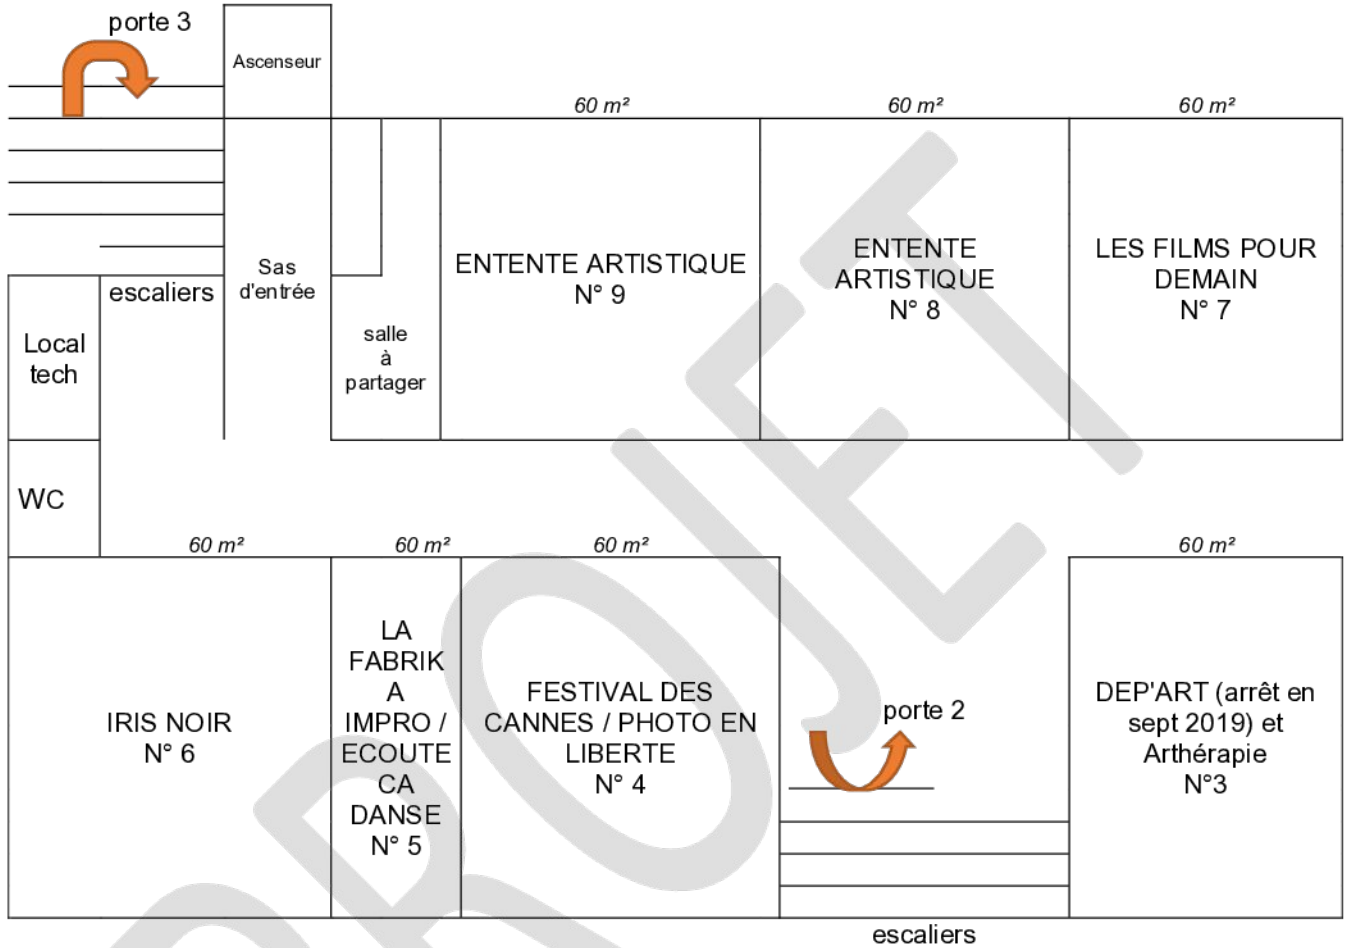 porte 3
Ascenseur
60 m²
60 m²
60 m²
escaliers
Sas
d'entrée
salle
à
partager
ENTENTE ARTISTIQUE
N° 9
ENTENTE
ARTISTIQUE
N° 8
LES FILMS POUR
DEMAIN
N° 7
Local
tech
WC
60 m²
60 m²
60 m²
60 m²
IRIS NOIR
N° 6
LA
FABRIK
A
IMPRO /
ECOUTE
CA
DANSE
N° 5
FESTIVAL DES
CANNES / PHOTO EN
LIBERTE
N° 4
porte 2
escaliers
DEP'ART (arrêt en
sept 2019) et
Arthérapie
N°3
PROJET